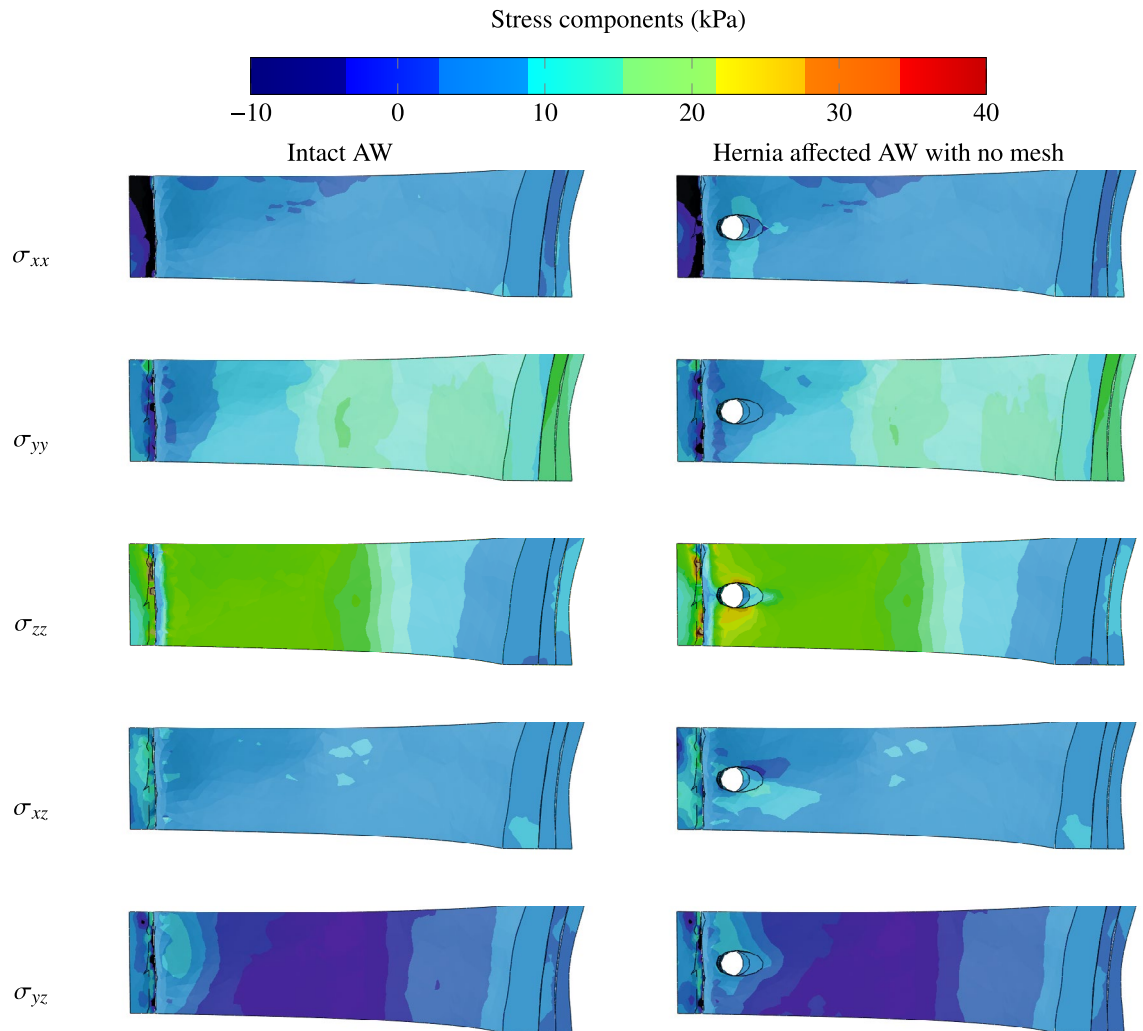 Stress components (kPa)
−10 0 10 20 30 40
Intact AW Hernia affected AW with no mesh
σxx
σyy
σzz
σxz
σyz